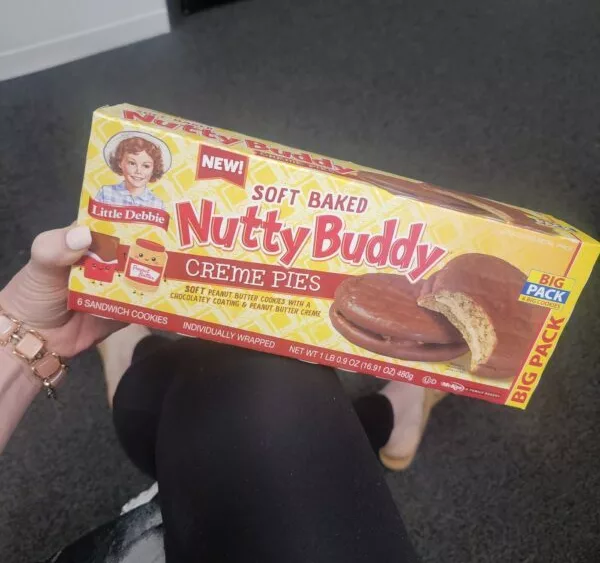 Nutty Buddy
NEW!
SOFT BAKED
Little Debbie
Nutty Buddy
CREME PIES
SOFT PEANUT BUTTER COOKIES WITH A
CHOCOLATEY COATING & PEANUT BUTTER CREME
Peanut
Butter
6 SANDWICH COOKIES INDIVIDUALLY WRAPPED NET WT 1 LB 0.9 OZ (16.91 OZ) 480g
BIG
PACK
BIG PACK